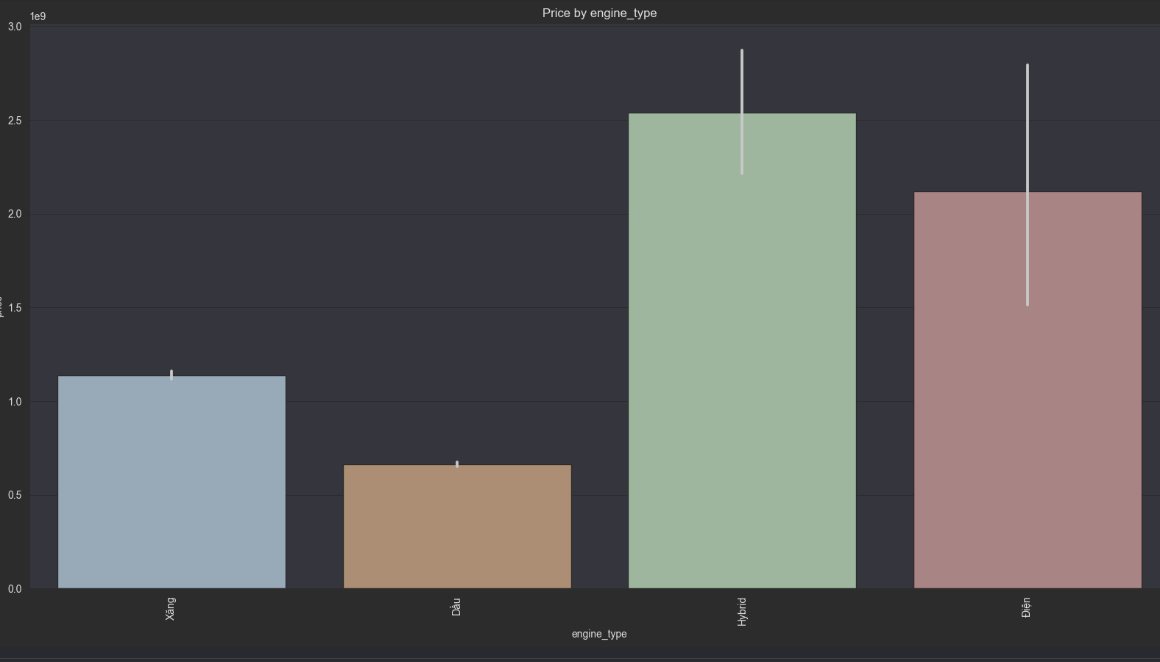 Price by engine_type
1e9
3.0
2.5
2.0
1.5
1.0
0.5
0.0
Xăng
Dầu
Hybrid
Điện
engine_type